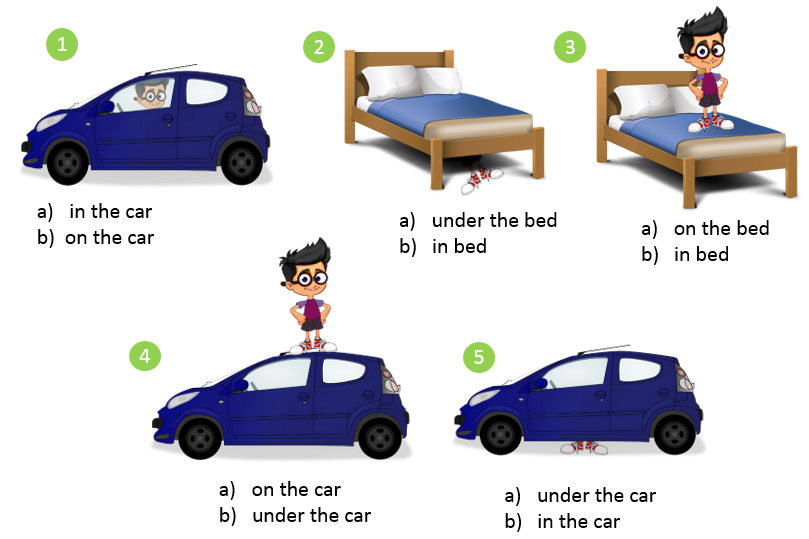 1
a) in the car
b) on the car
2
a) under the bed
b) in bed
3
a) on the bed
b) in bed
4
a) on the car
b) under the car
5
a) under the car
b) in the car